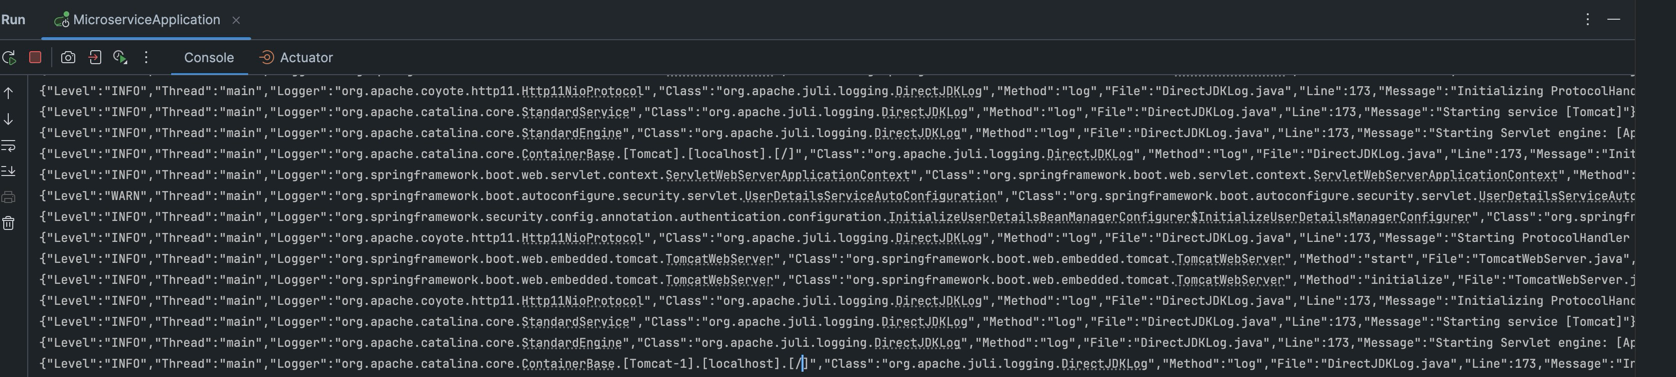 Run MicroserviceApplication
Console Actuator
{"Level":"INFO","Thread":"main","Logger":"org.apache.coyote.http11.Http11NioProtocol","Class":"org.apache.juli.logging.DirectJDKLog","Method":"log","File":"DirectJDKLog.java","Line":173,"Message":"Initializing ProtocolHand
{"Level":"INFO","Thread":"main","Logger":"org.apache.catalina.core.StandardService","Class":"org.apache.juli.logging.DirectJDKLog","Method":"log","File":"DirectJDKLog.java","Line":173,"Message":"Starting service [Tomcat]"}
{"Level":"INFO","Thread":"main","Logger":"org.apache.catalina.core.StandardEngine","Class":"org.apache.juli.logging.DirectJDKLog","Method":"log","File":"DirectJDKLog.java","Line":173,"Message":"Starting Servlet engine: [Ap
{"Level":"INFO","Thread":"main","Logger":"org.apache.catalina.core.ContainerBase.[Tomcat].[localhost].[/]","Class":"org.apache.juli.logging.DirectJDKLog","Method":"log","File":"DirectJDKLog.java","Line":173,"Message":"Init
{"Level":"INFO","Thread":"main","Logger":"org.springframework.boot.web.servlet.context.ServletWebServerApplicationContext","Class":"org.springframework.boot.web.servlet.context.ServletWebServerApplicationContext","Method":
{"Level":"WARN","Thread":"main","Logger":"org.springframework.boot.autoconfigure.security.servlet.UserDetailsServiceAutoConfiguration","Class":"org.springframework.boot.autoconfigure.security.servlet.UserDetailsServiceAuto
{"Level":"INFO","Thread":"main","Logger":"org.springframework.security.config.annotation.authentication.configuration.InitializeUserDetailsBeanManagerConfigurer$InitializeUserDetailsManagerConfigurer","Class":"org.springfr
{"Level":"INFO","Thread":"main","Logger":"org.apache.coyote.http11.Http11NioProtocol","Class":"org.apache.juli.logging.DirectJDKLog","Method":"log","File":"DirectJDKLog.java","Line":173,"Message":"Starting ProtocolHandler
{"Level":"INFO","Thread":"main","Logger":"org.springframework.boot.web.embedded.tomcat.TomcatWebServer","Class":"org.springframework.boot.web.embedded.tomcat.TomcatWebServer","Method":"start","File":"TomcatWebServer.java",
{"Level":"INFO","Thread":"main","Logger":"org.springframework.boot.web.embedded.tomcat.TomcatWebServer","Class":"org.springframework.boot.web.embedded.tomcat.TomcatWebServer","Method":"initialize","File":"TomcatWebServer.j
{"Level":"INFO","Thread":"main","Logger":"org.apache.coyote.http11.Http11NioProtocol","Class":"org.apache.juli.logging.DirectJDKLog","Method":"log","File":"DirectJDKLog.java","Line":173,"Message":"Initializing ProtocolHand
{"Level":"INFO","Thread":"main","Logger":"org.apache.catalina.core.StandardService","Class":"org.apache.juli.logging.DirectJDKLog","Method":"log","File":"DirectJDKLog.java","Line":173,"Message":"Starting service [Tomcat]"}
{"Level":"INFO","Thread":"main","Logger":"org.apache.catalina.core.StandardEngine","Class":"org.apache.juli.logging.DirectJDKLog","Method":"log","File":"DirectJDKLog.java","Line":173,"Message":"Starting Servlet engine: [Ap
{"Level":"INFO","Thread":"main","Logger":"org.apache.catalina.core.ContainerBase.[Tomcat-1].[localhost].[/]","Class":"org.apache.juli.logging.DirectJDKLog","Method":"log","File":"DirectJDKLog.java","Line":173,"Message":"In